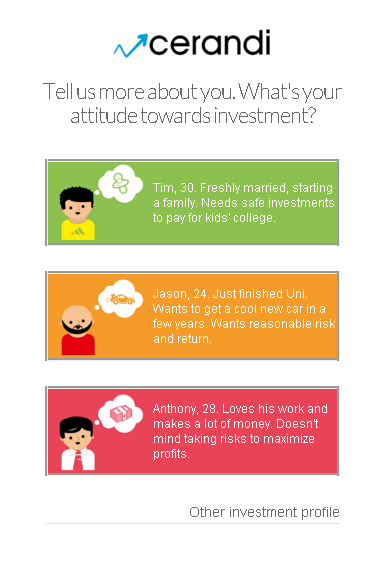 cerandi
Tell us more about you. What's your
attitude towards investment?
Tim, 30. Freshly married, starting
a family. Needs safe investments
to pay for kids' college.
Jason, 24. Just finished Uni.
Wants to get a cool new car in a
few years. Wants reasonable risk
and return.
Anthony, 28. Loves his work and
makes a lot of money. Doesn't
mind taking risks to maximize
profits.
Other investment profile